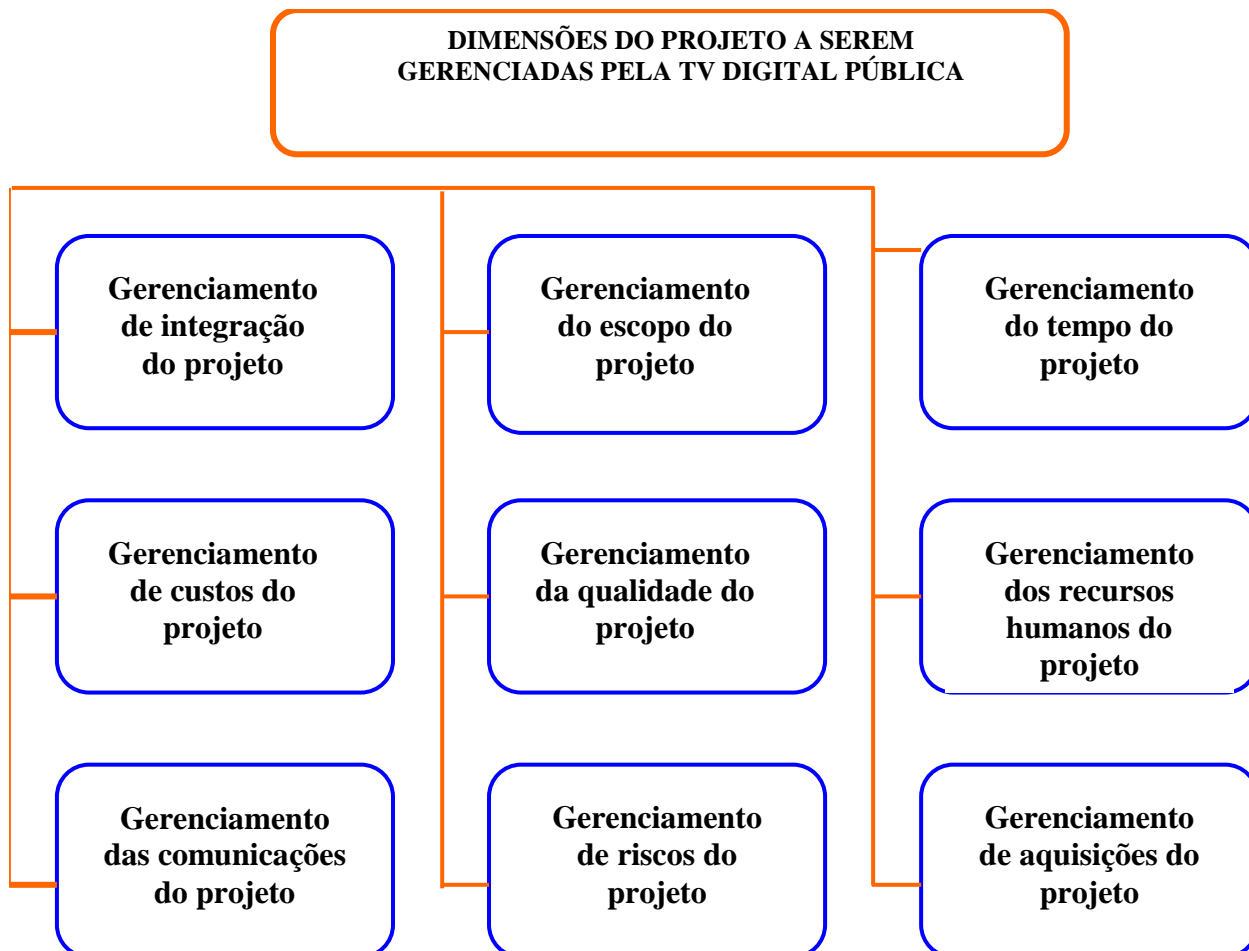 DIMENSÕES DO PROJETO A SEREM
GERENCIADAS PELA TV DIGITAL PÚBLICA
Gerenciamento
de integração
do projeto
Gerenciamento
do escopo do
projeto
Gerenciamento
do tempo do
projeto
Gerenciamento
de custos do
projeto
Gerenciamento
da qualidade do
projeto
Gerenciamento
dos recursos
humanos do
projeto
Gerenciamento
das comunicações
do projeto
Gerenciamento
de riscos do
projeto
Gerenciamento
de aquisições do
projeto